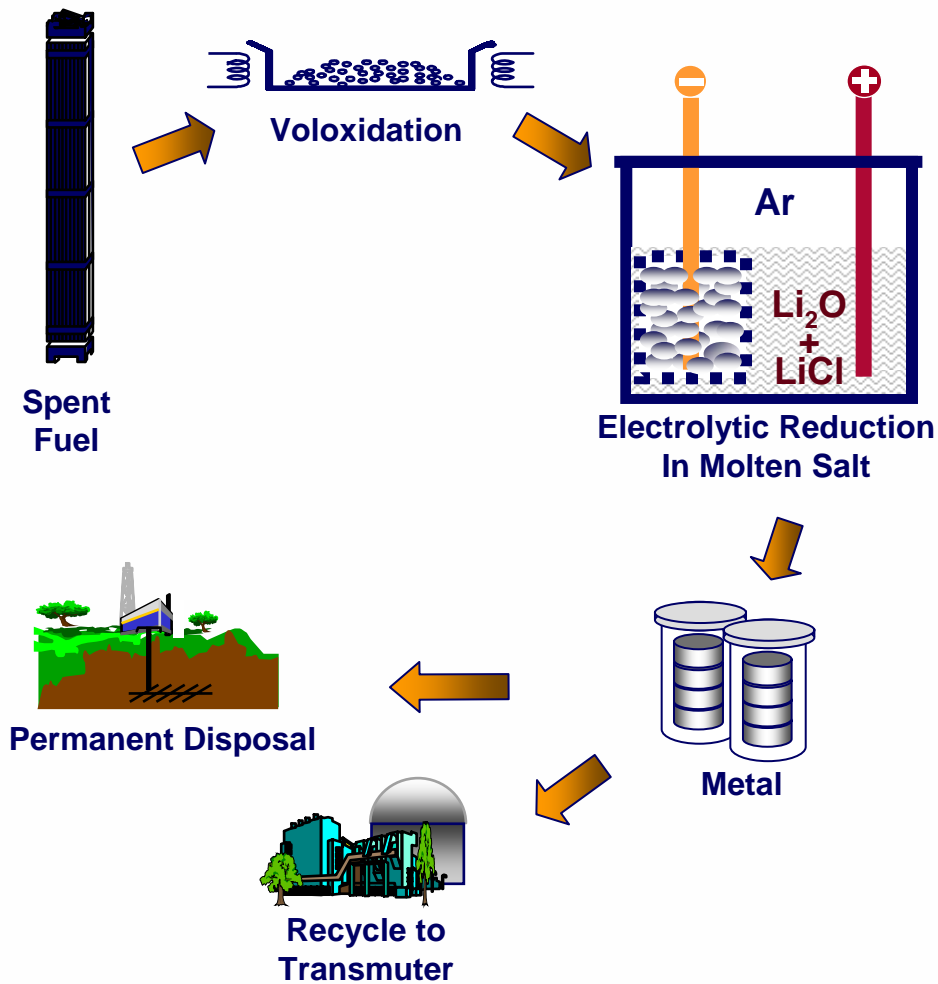 Voloxidation
Spent
Fuel
−
+
Ar
Li₂O
+
LiCl
Electrolytic Reduction
In Molten Salt
Permanent Disposal
Metal
Recycle to
Transmuter